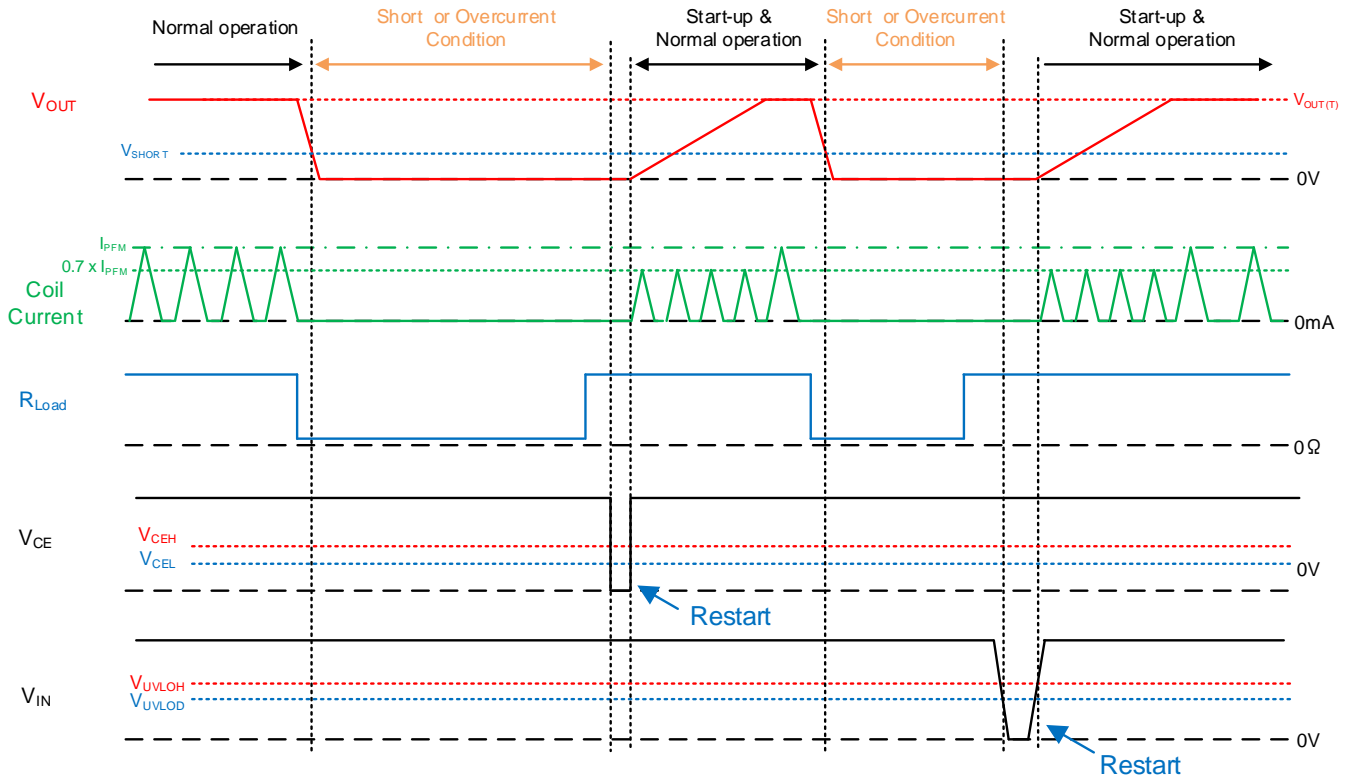 Normal operation
Short or Overcurrent
Condition
Start-up &
Normal operation
Short or Overcurrent
Condition
Start-up &
Normal operation
VOUT
VOUT(T)
VSHORT
0V
IPFM
0.7 x IPFM
Coil
Current
0mA
RLoad
0Ω
VCE
VCEH
VCEL
0V
Restart
VIN
VUVLOH
VUVLOD
0V
Restart